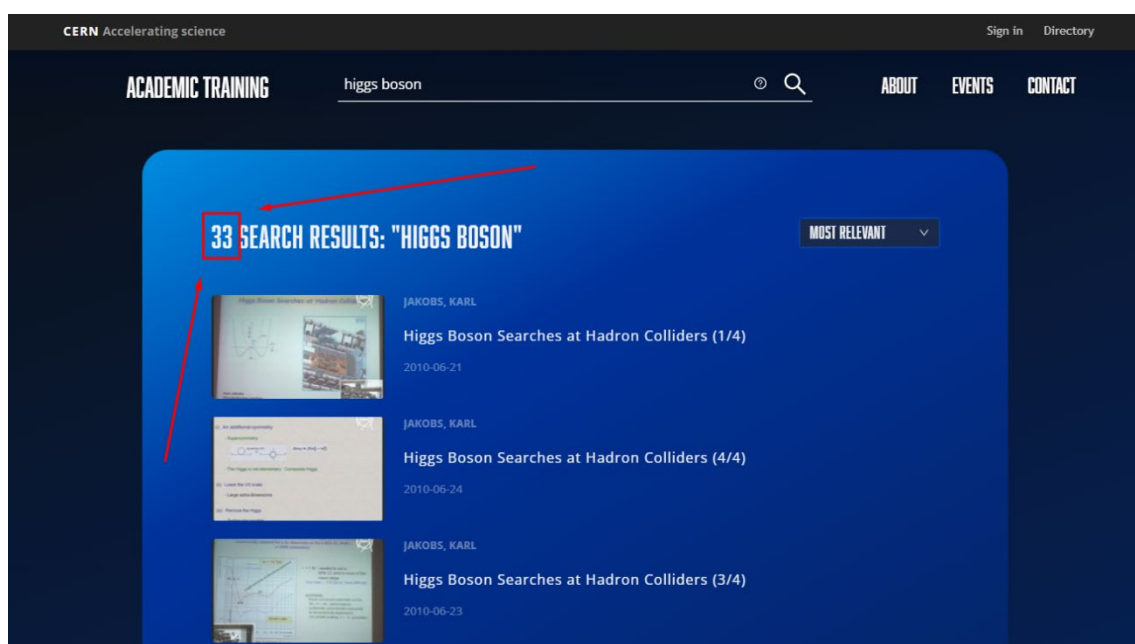 CERN Accelerating science
Sign in Directory
ACADEMIC TRAINING
higgs boson
ABOUT EVENTS CONTACT
33 SEARCH RESULTS: "HIGGS BOSON"
MOST RELEVANT
JAKOBS, KARL
Higgs Boson Searches at Hadron Colliders (1/4)
2010-06-21
JAKOBS, KARL
Higgs Boson Searches at Hadron Colliders (4/4)
2010-06-24
JAKOBS, KARL
Higgs Boson Searches at Hadron Colliders (3/4)
2010-06-23